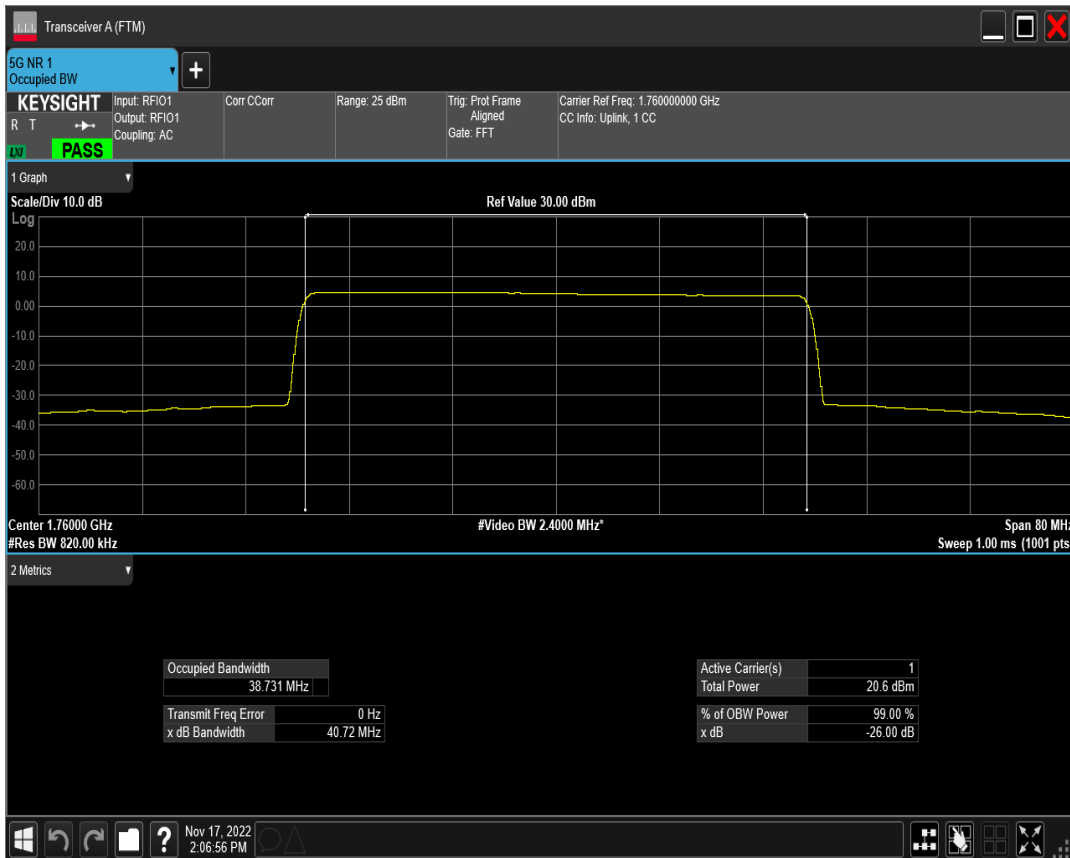 Transceiver A (FTM)
5G NR 1
Occupied BW
+
KEYSIGHT
R T
LXI
PASS
Input: RFIO1
Output: RFIO1
Coupling: AC
Corr CCorr
Range: 25 dBm
Trig: Prot Frame
Aligned
Gate: FFT
Carrier Ref Freq: 1.760000000 GHz
CC Info: Uplink, 1 CC
1 Graph
Scale/Div 10.0 dB
Ref Value 30.00 dBm
Log
20.0
10.0
0.00
-10.0
-20.0
-30.0
-40.0
-50.0
-60.0
Center 1.76000 GHz
#Video BW 2.4000 MHz*
Span 80 MHz
#Res BW 820.00 kHz
Sweep 1.00 ms (1001 pts
2 Metrics
Occupied Bandwidth
38.731 MHz
Transmit Freq Error 0 Hz
x dB Bandwidth 40.72 MHz
Active Carrier(s) 1
Total Power 20.6 dBm
% of OBW Power 99.00 %
x dB -26.00 dB
?
Nov 17, 2022
2:06:56 PM